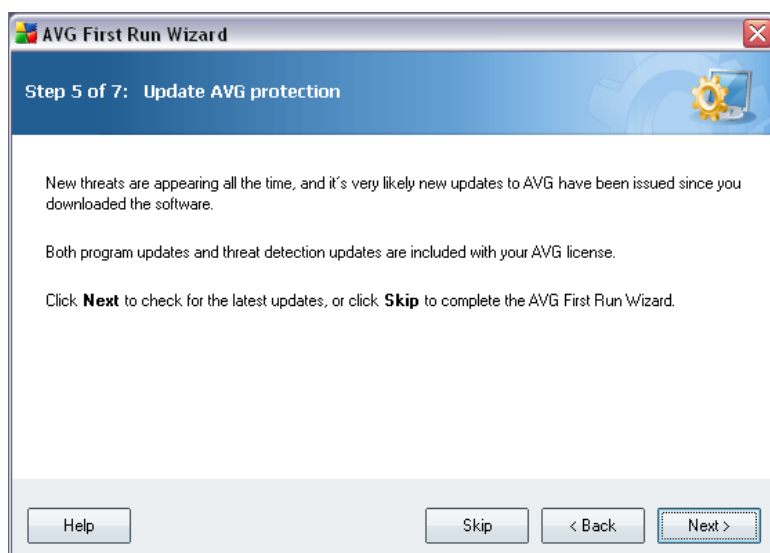 AVG First Run Wizard
Step 5 of 7: Update AVG protection
New threats are appearing all the time, and it´s very likely new updates to AVG have been issued since you
downloaded the software.
Both program updates and threat detection updates are included with your AVG license.
Click Next to check for the latest updates, or click Skip to complete the AVG First Run Wizard.
Help
Skip
< Back
Next >